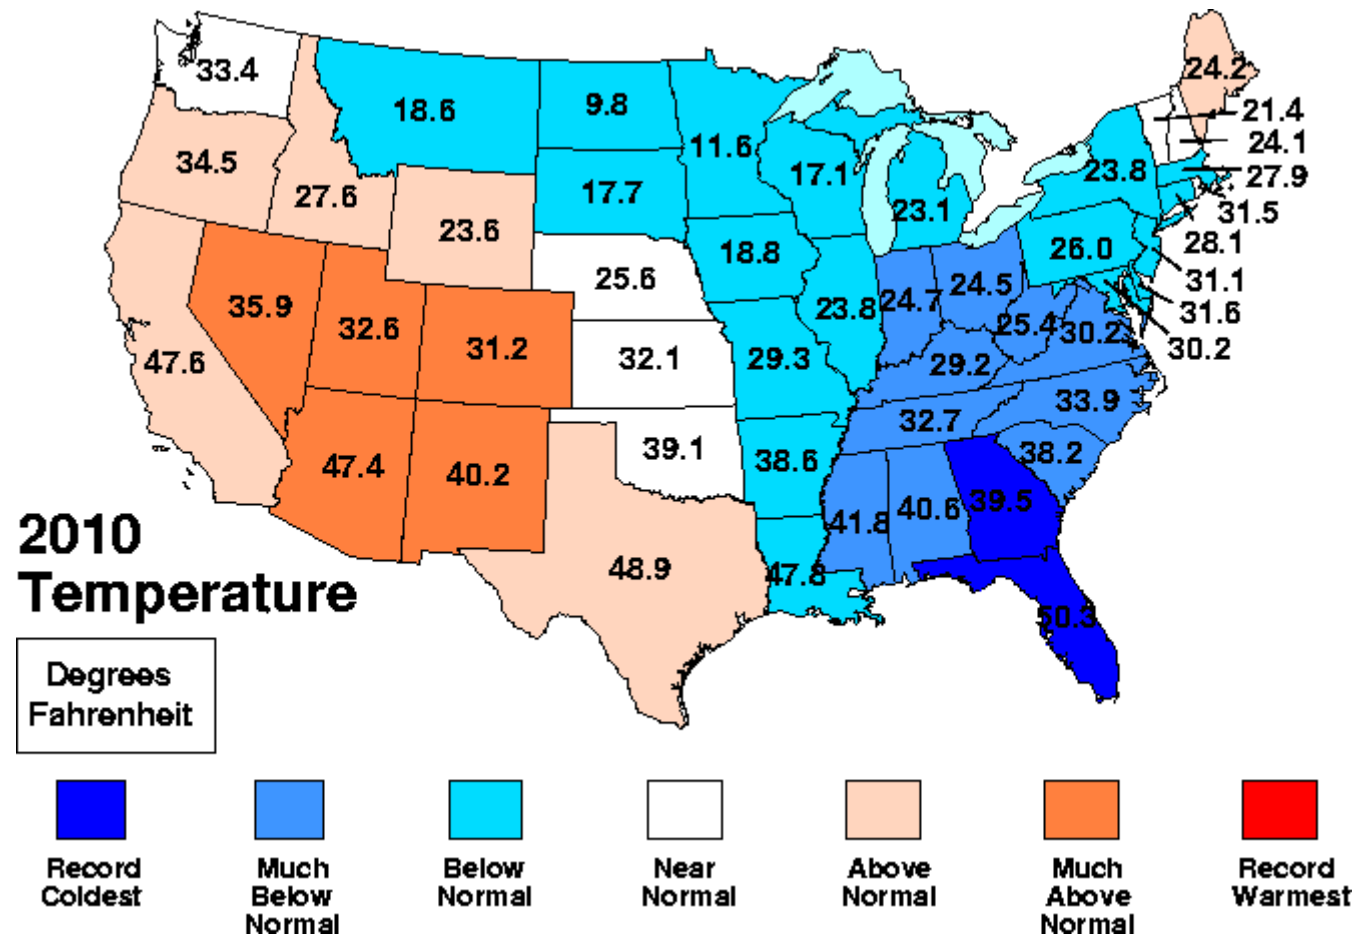 33.4
24.2
18.6
9.8
21.4
11.6
24.1
34.5
17.1
23.8
27.9
27.6
17.7
23.1
31.5
23.6
18.8
26.0
28.1
25.6
24.5
31.1
35.9
24.7
23.8
31.6
32.6
25.4
30.2
31.2
30.2
47.6
32.1
29.3
29.2
33.9
32.7
39.1
38.2
47.4
38.6
40.2
39.5
40.6
41.8
2010
48.9
47.8
Temperature
50.3
Degrees
Fahrenheit
Record
Coldest
Much
Below
Normal
Below
Normal
Near
Normal
Above
Normal
Much
Above
Normal
Record
Warmest